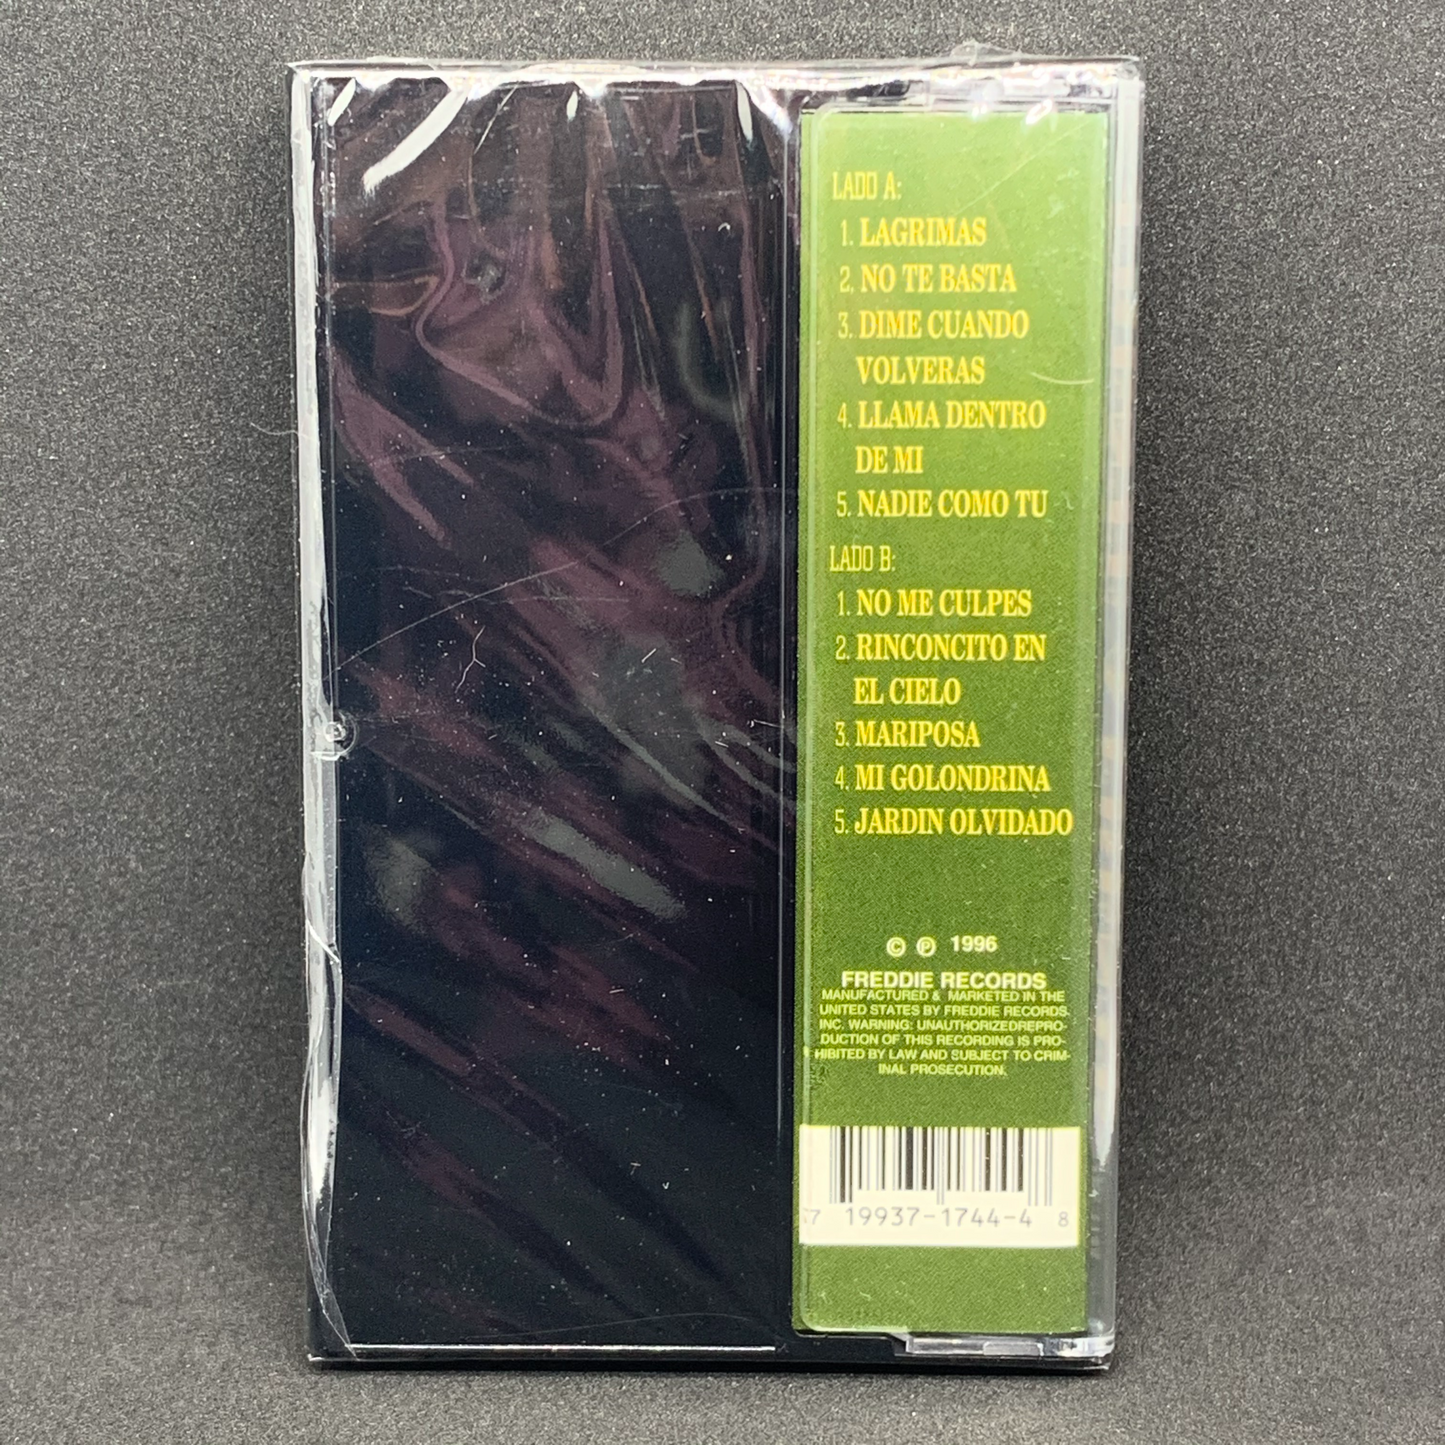 LADO A:
1. LAGRIMAS
2. NO TE BASTA
3. DIME CUANDO
VOLVERAS
4. LLAMA DENTRO
DE MI
5. NADIE COMO TU
LADO B:
1. NO ME CULPES
2. RINCONCITO EN
EL CIELO
3. MARIPOSA
4. MI GOLONDRINA
5. JARDIN OLVIDADO
© ℗ 1996
FREDDIE RECORDS
MANUFACTURED & MARKETED IN THE
UNITED STATES BY FREDDIE RECORDS.
INC. WARNING: UNAUTHORIZEDREPRO-
DUCTION OF THIS RECORDING IS PRO-
HIBITED BY LAW AND SUBJECT TO CRIM-
INAL PROSECUTION.
7 19937-1744-4 8